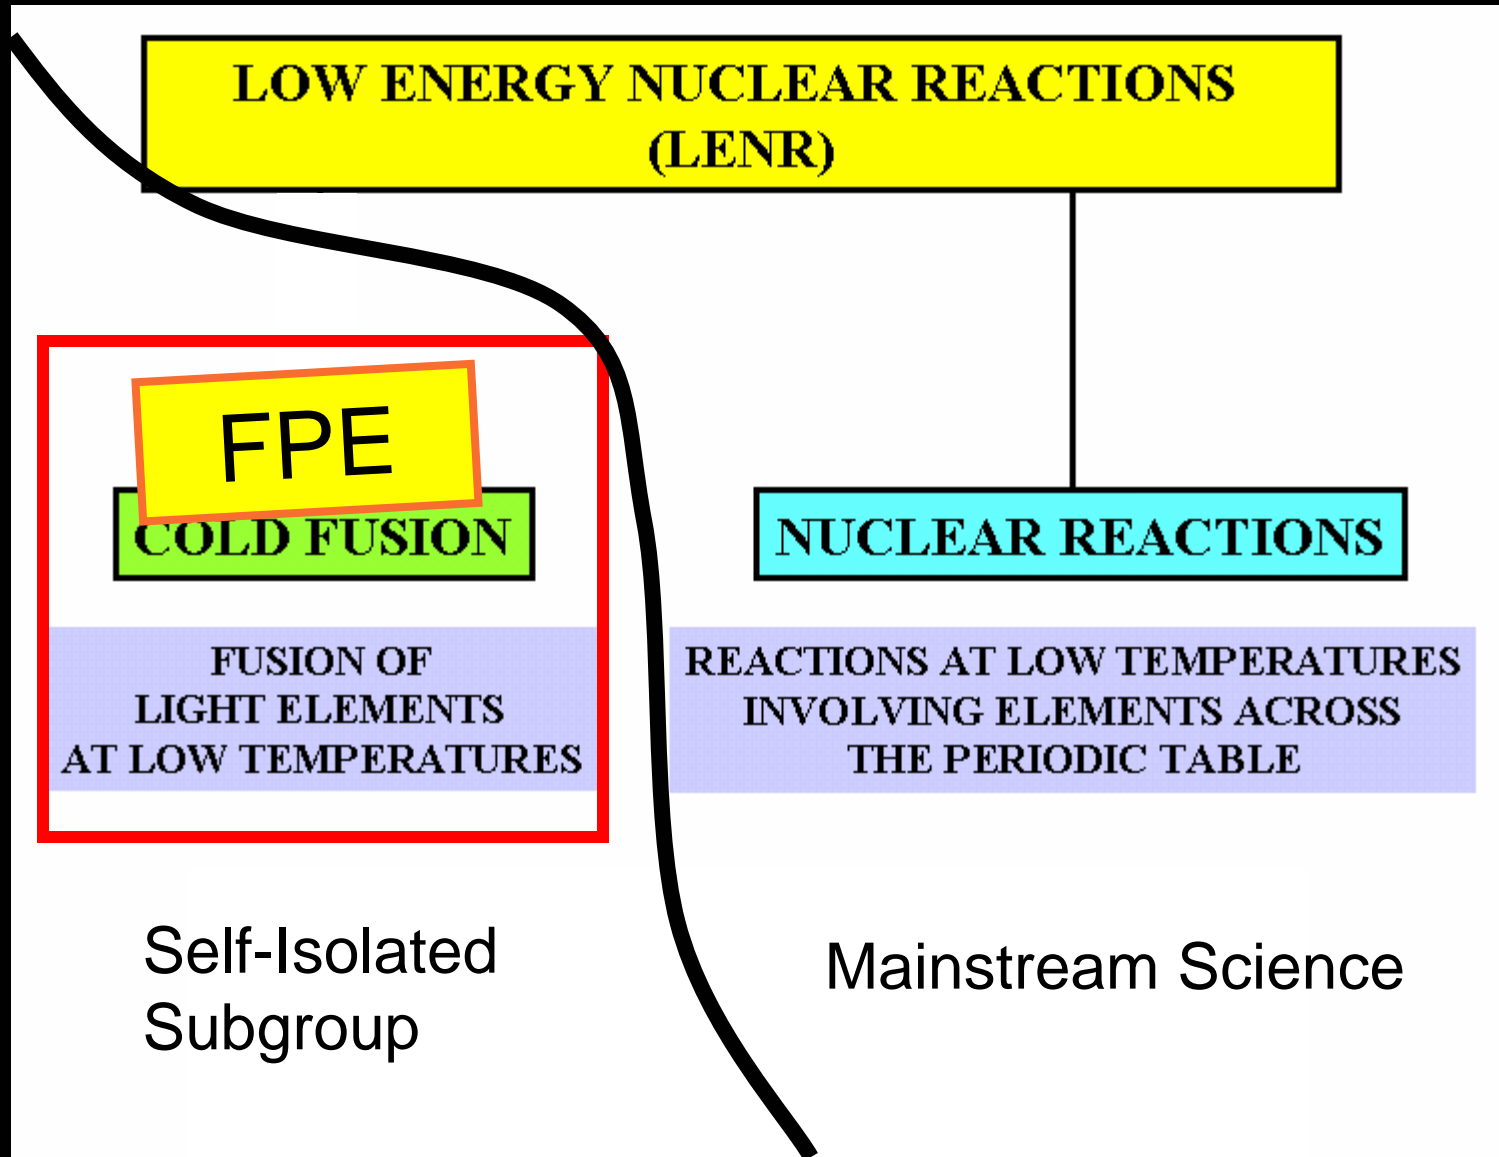 LOW ENERGY NUCLEAR REACTIONS
(LENR)
FPE
COLD FUSION
FUSION OF
LIGHT ELEMENTS
AT LOW TEMPERATURES
NUCLEAR REACTIONS
REACTIONS AT LOW TEMPERATURES
INVOLVING ELEMENTS ACROSS
THE PERIODIC TABLE
Self-Isolated
Subgroup
Mainstream Science